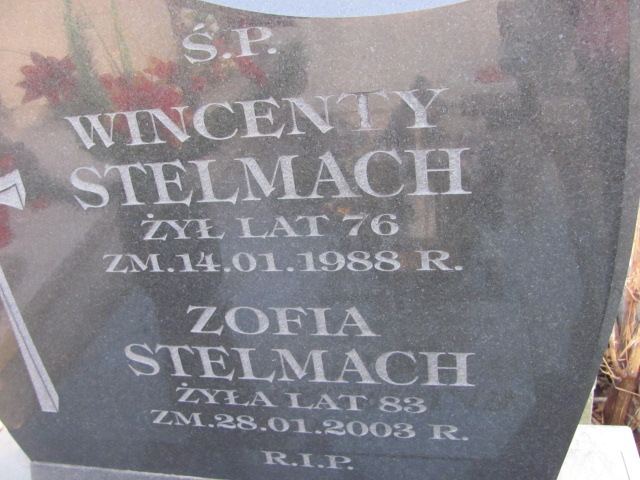 Ś.P.
WINCENTY
STELMACH
ŻYŁ LAT 76
ZM.14.01.1988 R.
ZOFIA
STELMACH
ŻYŁA LAT 83
ZM.28.01.2003 R.
R.I.P.